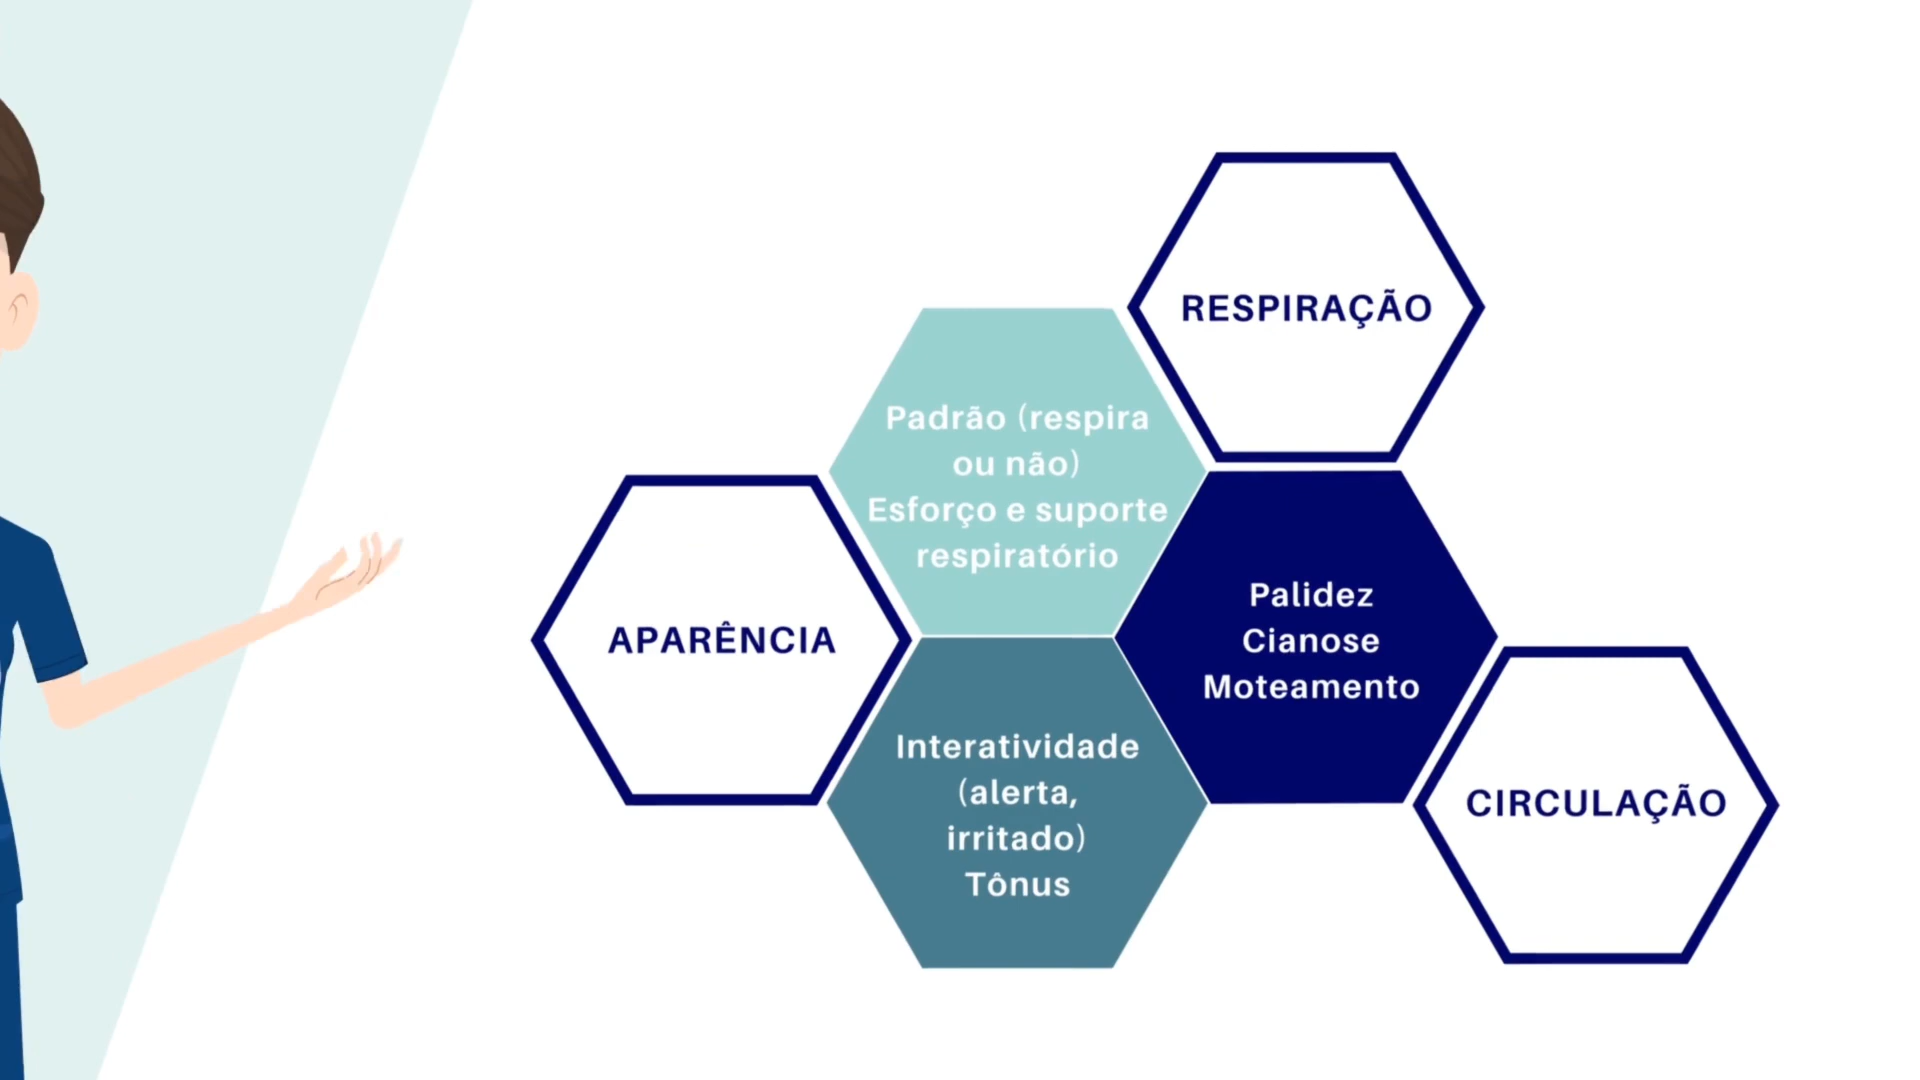 RESPIRAÇÃO
Padrão (respira
ou não)
Esforço e suporte
respiratório
APARÊNCIA
Palidez
Cianose
Moteamento
Interatividade
(alerta,
irritado)
Tônus
CIRCULAÇÃO